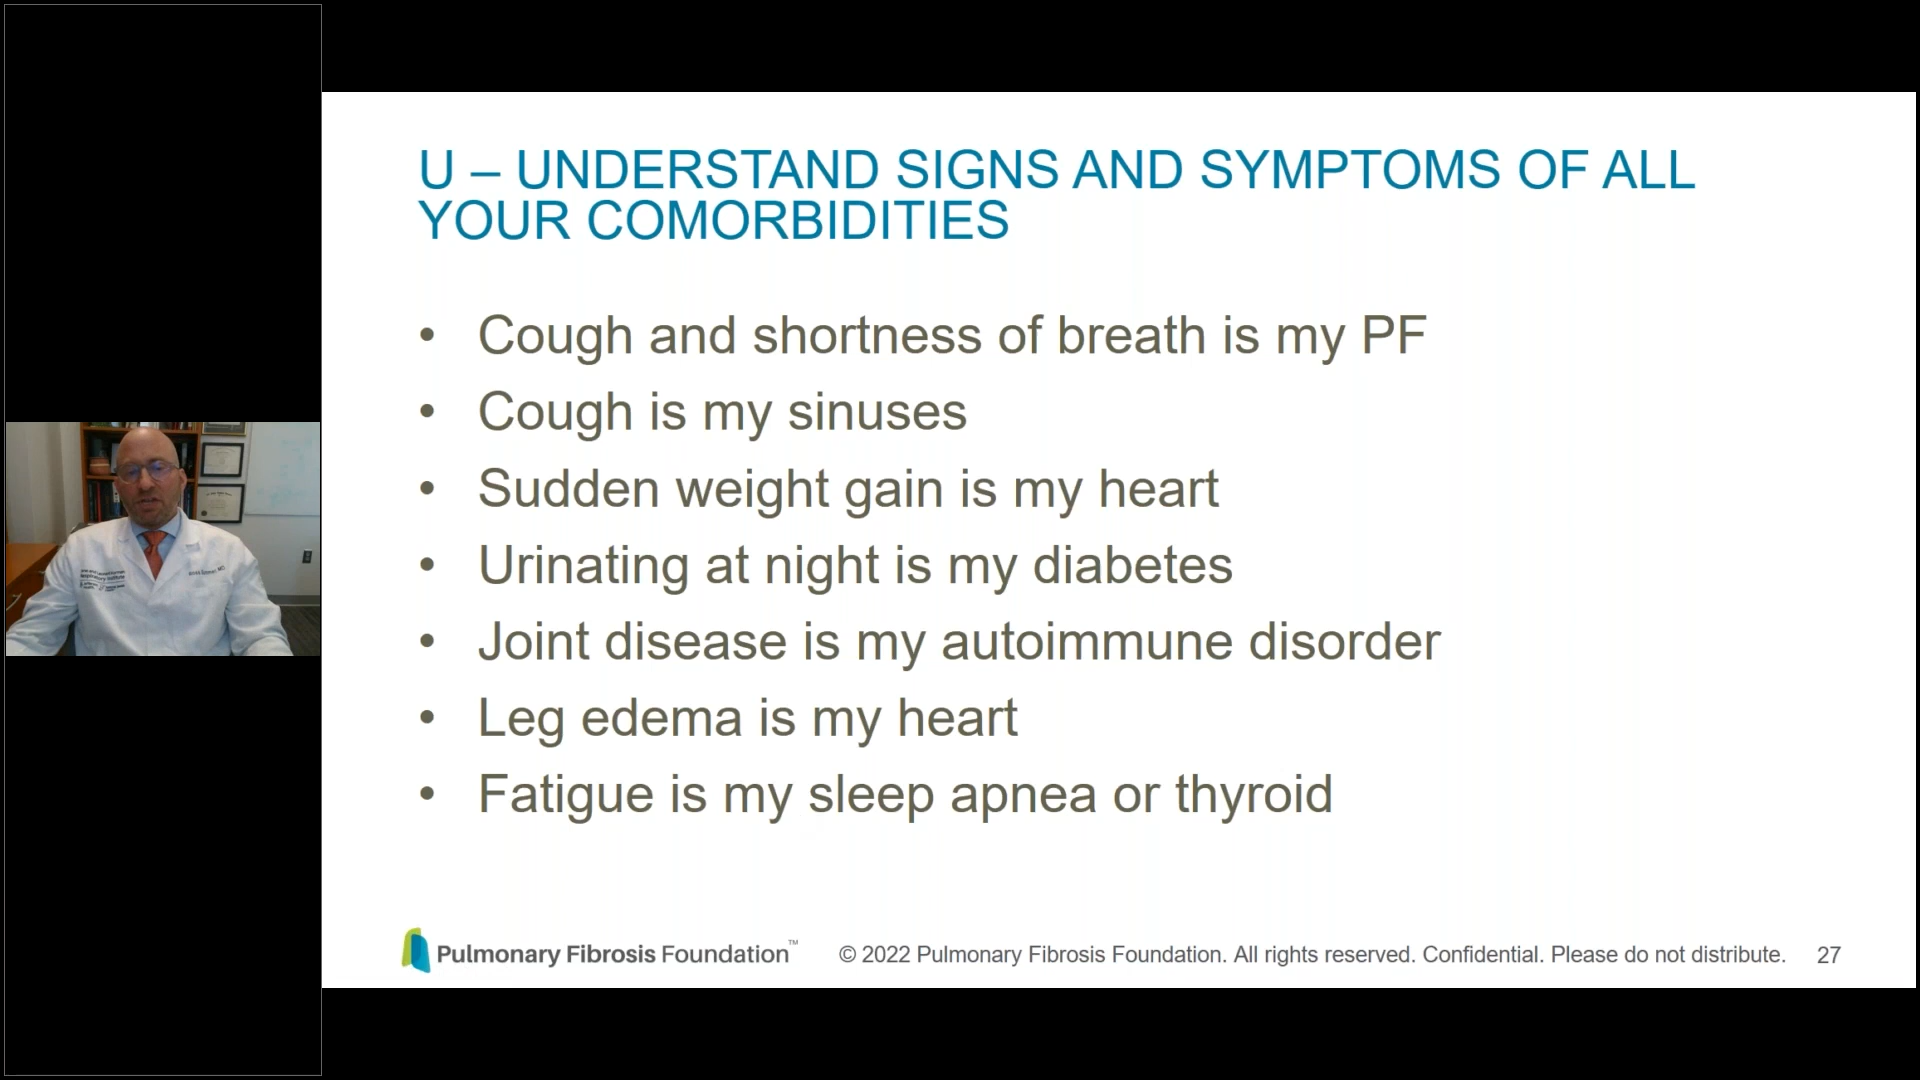 U – UNDERSTAND SIGNS AND SYMPTOMS OF ALL
YOUR COMORBIDITIES
• Cough and shortness of breath is my PF
• Cough is my sinuses
• Sudden weight gain is my heart
• Urinating at night is my diabetes
• Joint disease is my autoimmune disorder
• Leg edema is my heart
• Fatigue is my sleep apnea or thyroid
Pulmonary Fibrosis Foundation™ © 2022 Pulmonary Fibrosis Foundation. All rights reserved. Confidential. Please do not distribute. 27